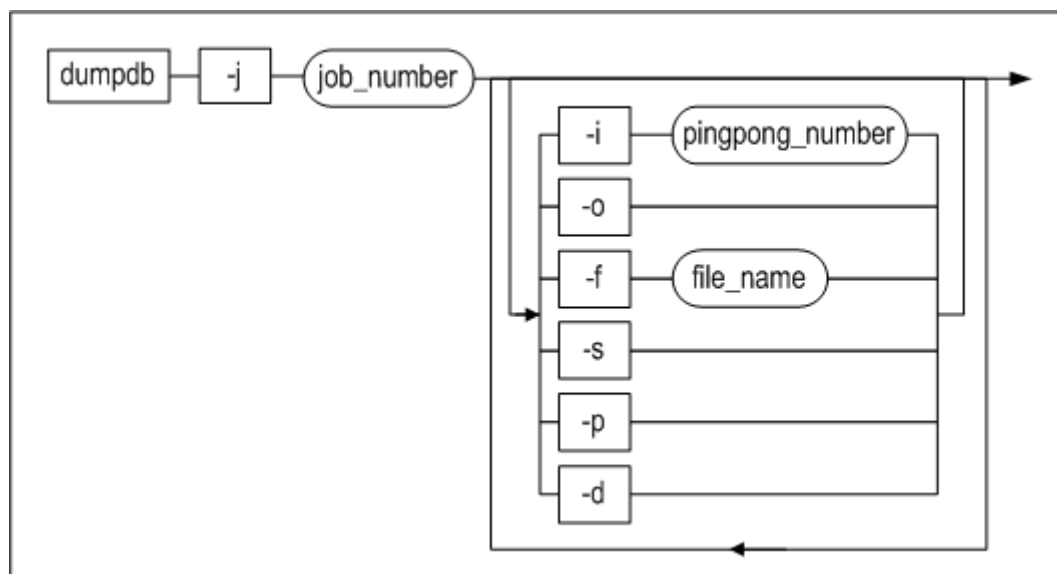 dumpdb -j job_number
-i pingpong_number
-o
-f file_name
-s
-p
-d